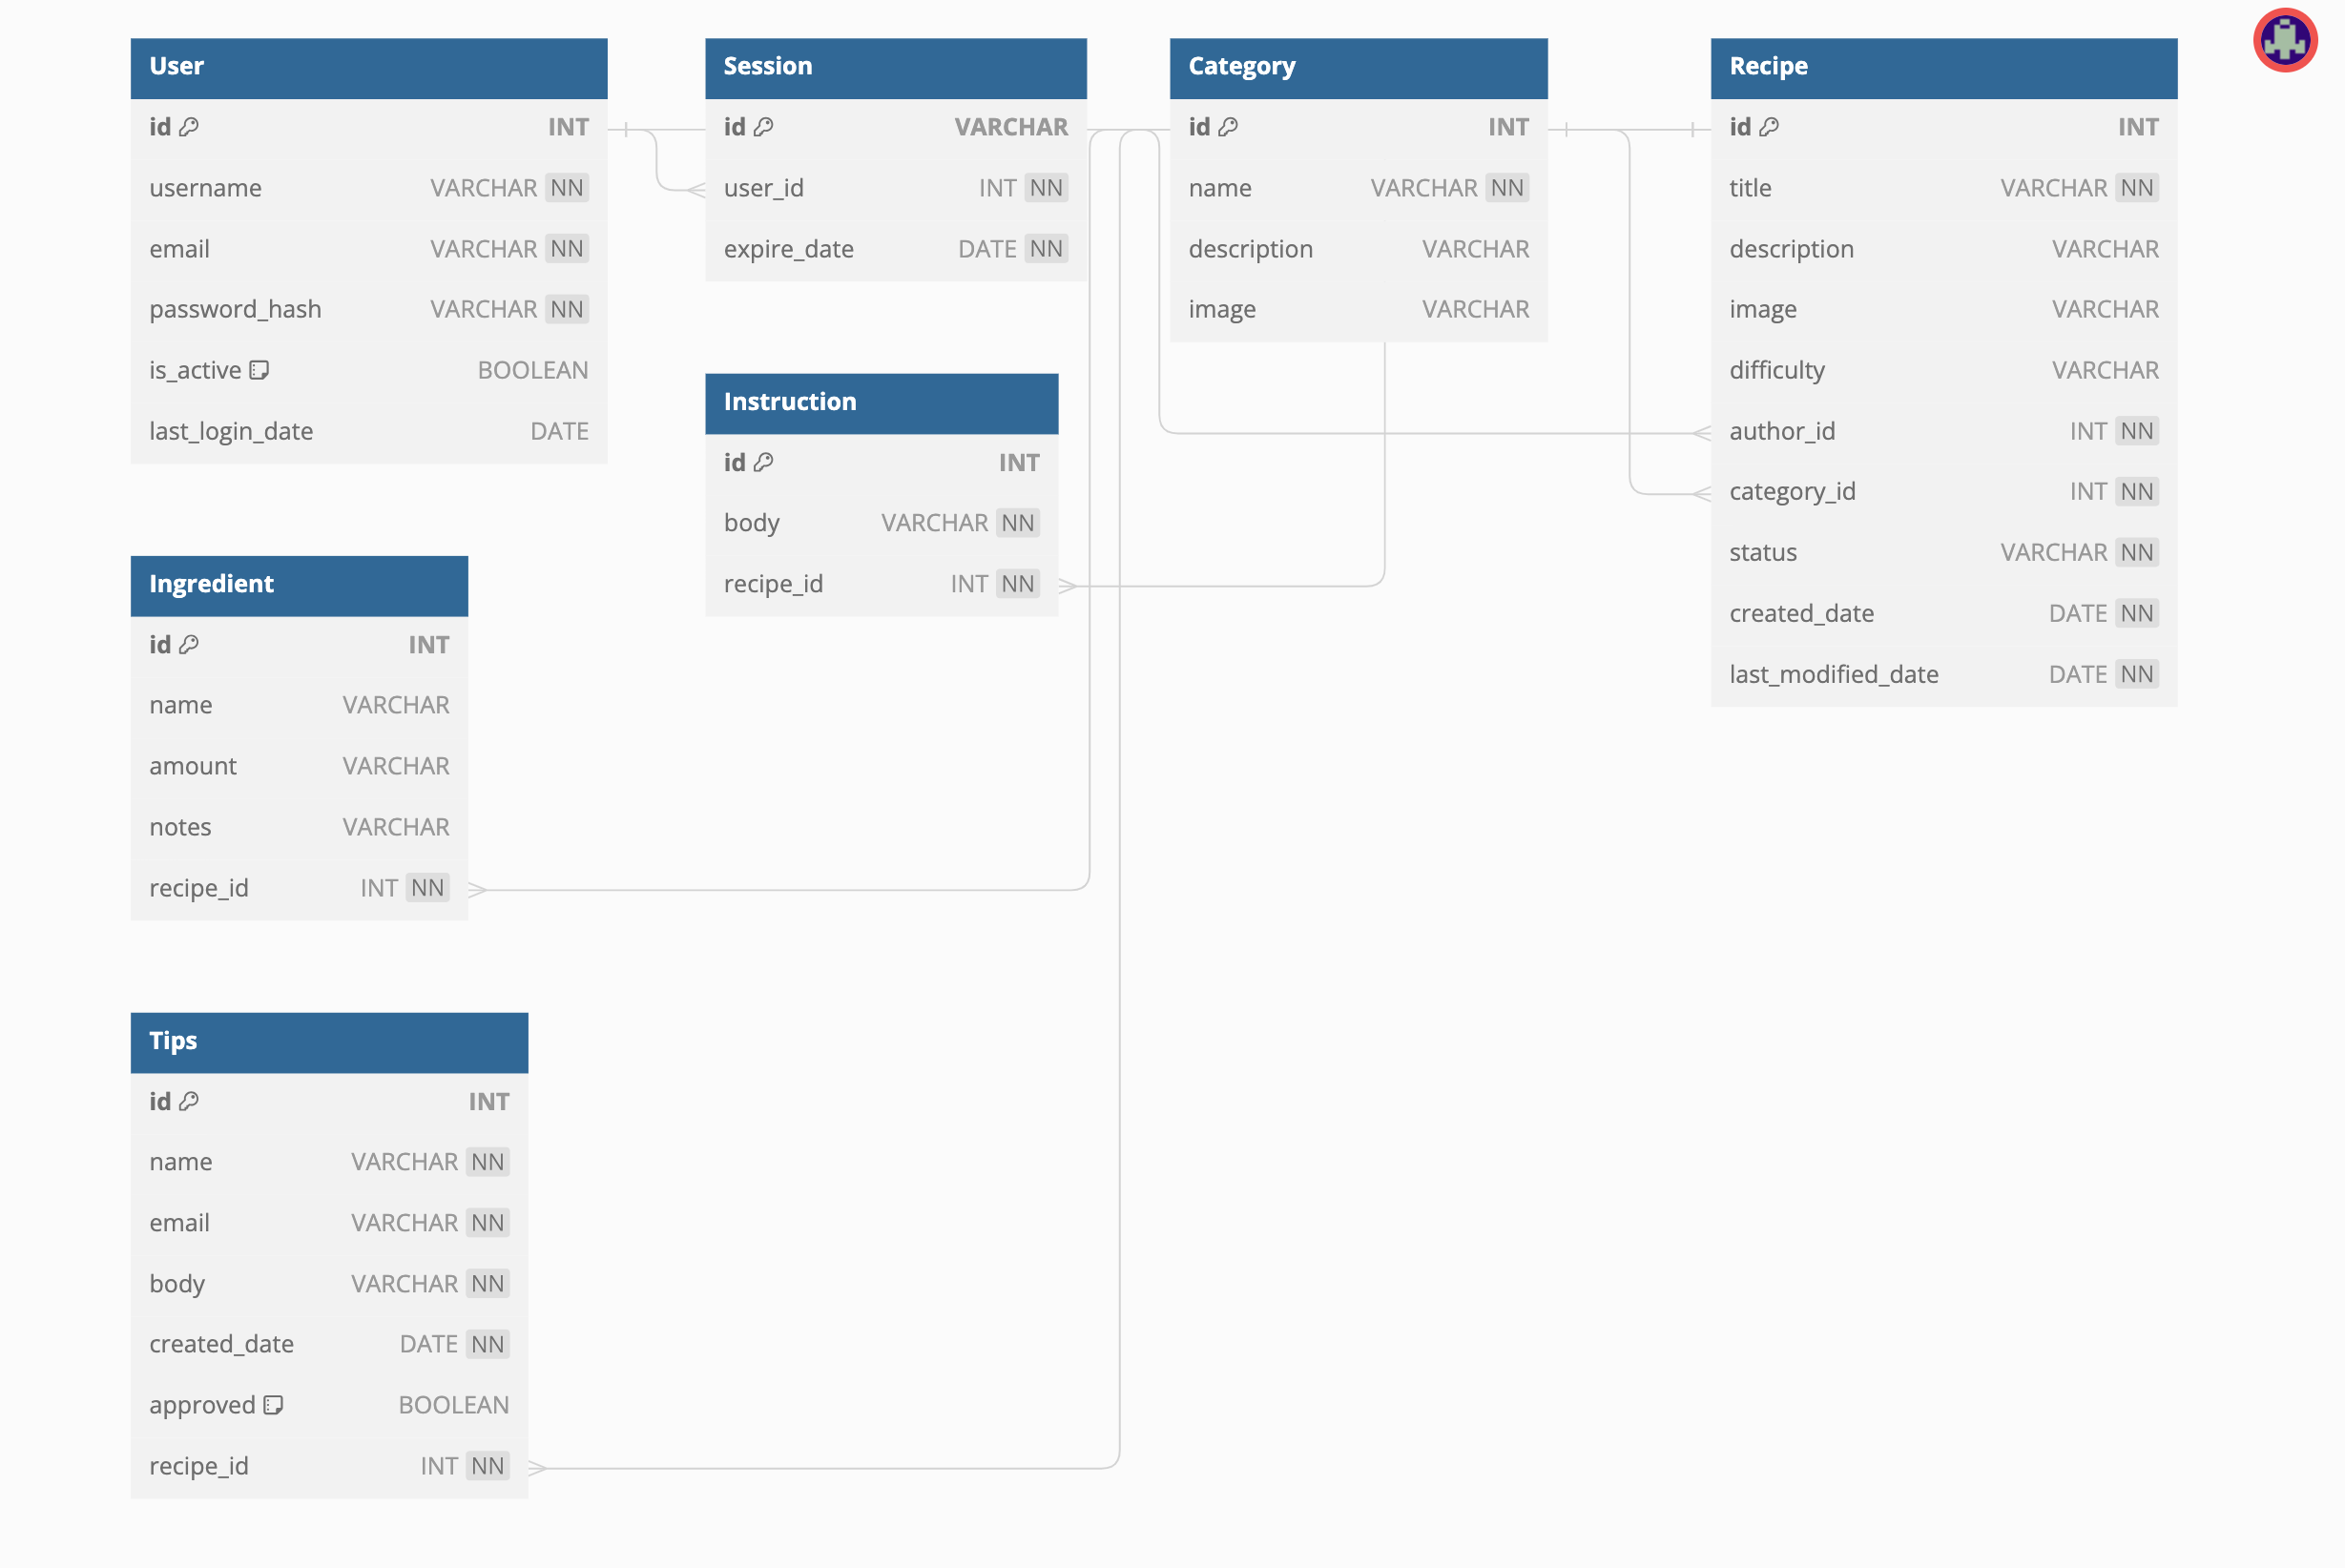 User
id INT
username VARCHAR NN
email VARCHAR NN
password_hash VARCHAR NN
is_active BOOLEAN
last_login_date DATE
Session
id VARCHAR
user_id INT NN
expire_date DATE NN
Category
id INT
name VARCHAR NN
description VARCHAR
image VARCHAR
Recipe
id INT
title VARCHAR NN
description VARCHAR
image VARCHAR
difficulty VARCHAR
author_id INT NN
category_id INT NN
status VARCHAR NN
created_date DATE NN
last_modified_date DATE NN
Instruction
id INT
body VARCHAR NN
recipe_id INT NN
Ingredient
id INT
name VARCHAR
amount VARCHAR
notes VARCHAR
recipe_id INT NN
Tips
id INT
name VARCHAR NN
email VARCHAR NN
body VARCHAR NN
created_date DATE NN
approved BOOLEAN
recipe_id INT NN